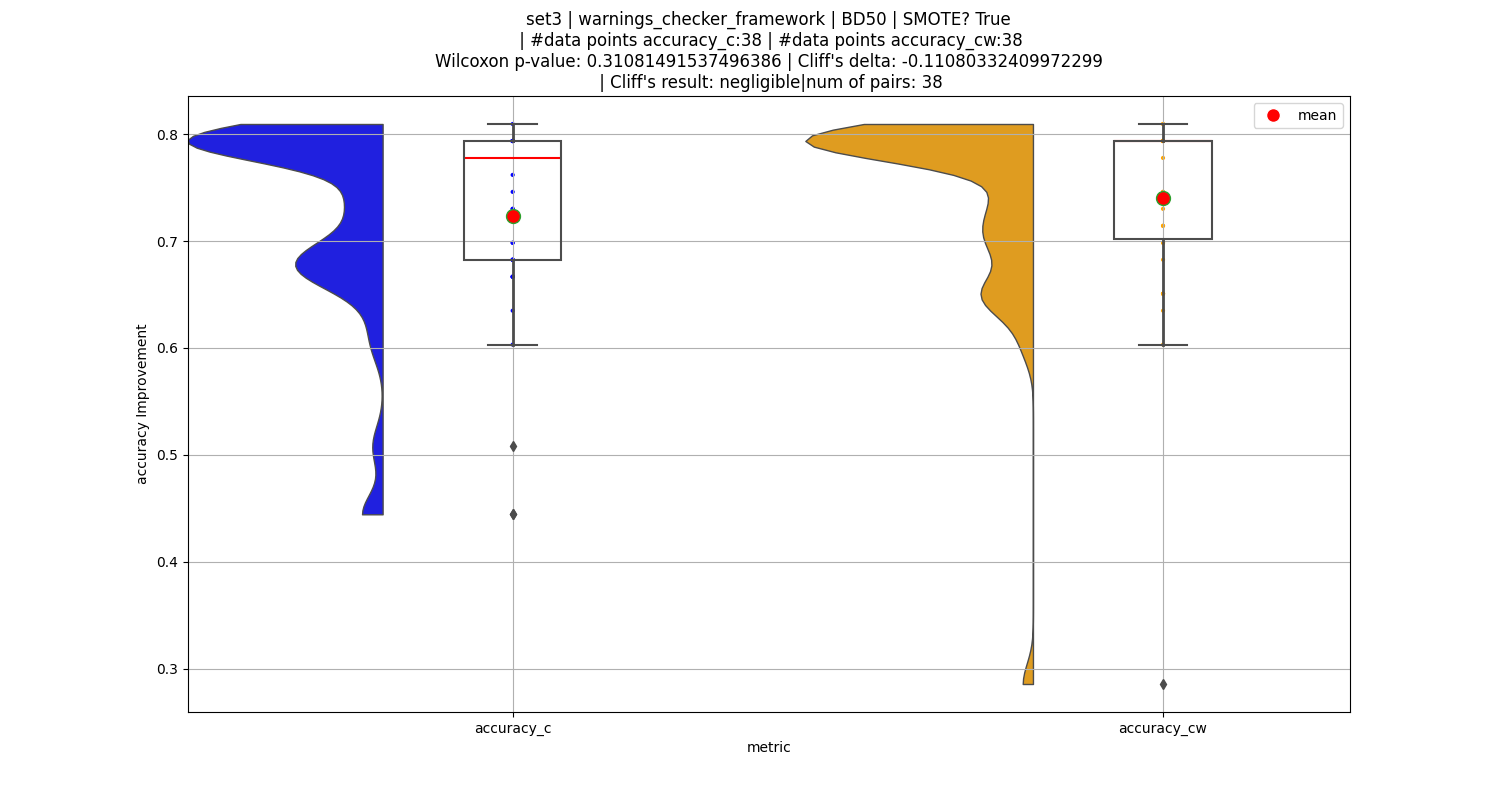 set3 | warnings_checker_framework | BD50 | SMOTE? True
| #data points accuracy_c:38 | #data points accuracy_cw:38
Wilcoxon p-value: 0.31081491537496386 | Cliff's delta: -0.11080332409972299
| Cliff's result: negligible|num of pairs: 38
mean
0.8
0.7
0.6
0.5
0.4
0.3
accuracy Improvement
accuracy_c
accuracy_cw
metric